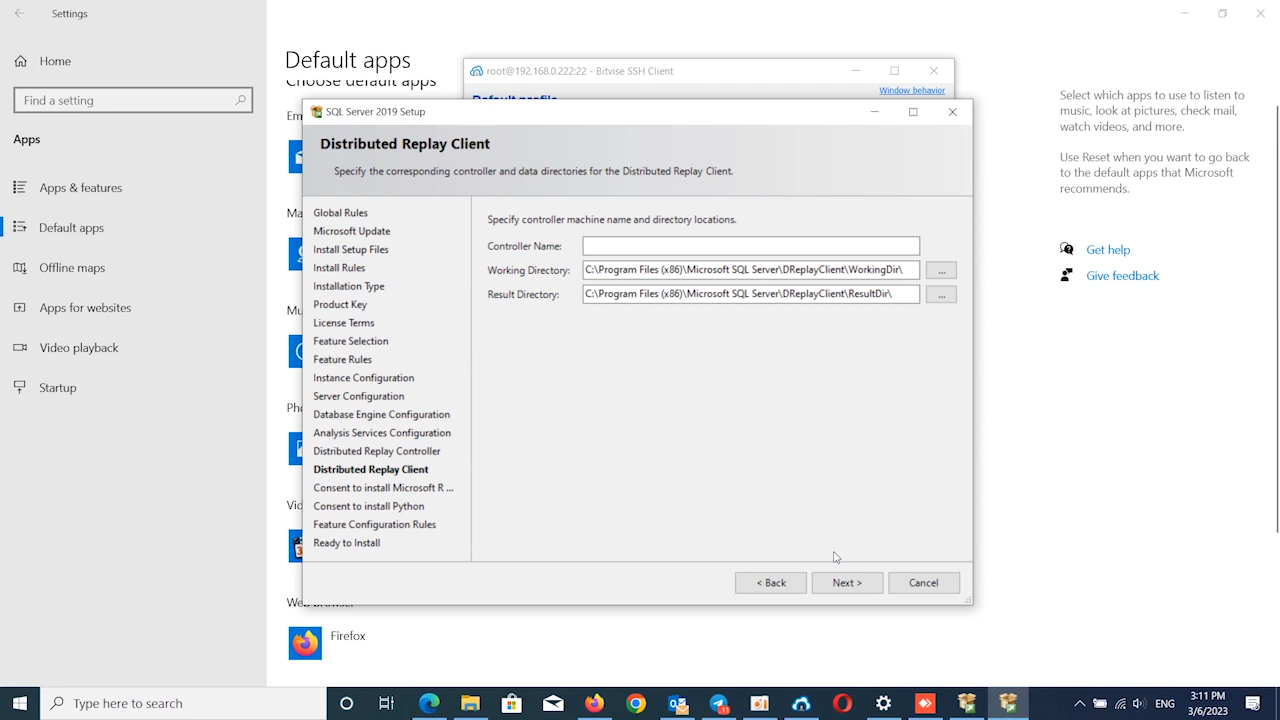 Settings
Home
Find a setting
Apps
Apps & features
Default apps
Offline maps
Apps for websites
Video playback
Startup
Default apps
Choose default apps
Firefox
root@192.168.0.222:22 - Bitvise SSH Client
Window behavior
Default profile
SQL Server 2019 Setup
Distributed Replay Client
Specify the corresponding controller and data directories for the Distributed Replay Client.
Global Rules
Microsoft Update
Install Setup Files
Install Rules
Installation Type
Product Key
License Terms
Feature Selection
Feature Rules
Instance Configuration
Server Configuration
Database Engine Configuration
Analysis Services Configuration
Distributed Replay Controller
Distributed Replay Client
Consent to install Microsoft R ...
Consent to install Python
Feature Configuration Rules
Ready to Install
Specify controller machine name and directory locations.
Controller Name:
Working Directory: C:\Program Files (x86)\Microsoft SQL Server\DReplayClient\WorkingDir\ ...
Result Directory: C:\Program Files (x86)\Microsoft SQL Server\DReplayClient\ResultDir\ ...
< Back Next > Cancel
Select which apps to use to listen to
music, look at pictures, check mail,
watch videos, and more.
Use Reset when you want to go back
to the default apps that Microsoft
recommends.
Get help
Give feedback
Type here to search
ENG
3:11 PM
3/6/2023